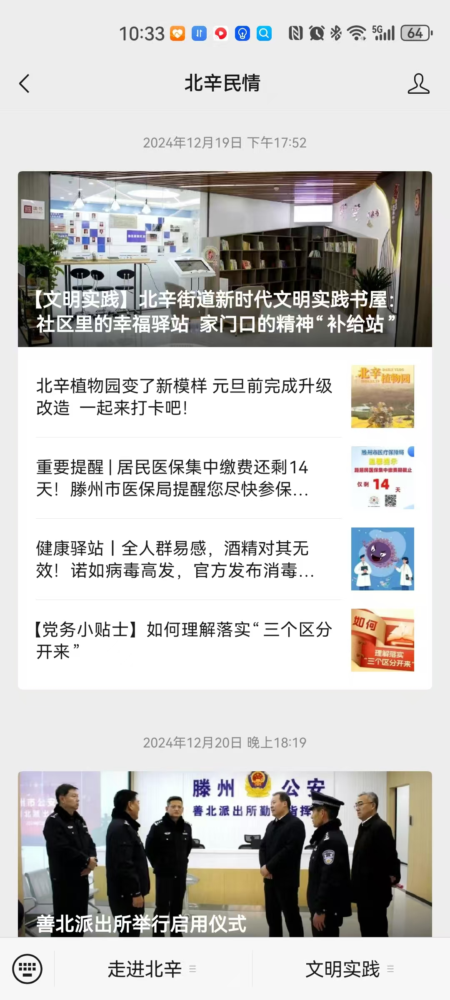 10:33
5G
64
北辛民情
2024年12月19日 下午17:52
读书
【文明实践】北辛街道新时代文明实践书屋:
社区里的幸福驿站 家门口的精神“补给站”
北辛植物园变了新模样 元旦前完成升级
改造 一起来打卡吧!
北辛
DAILY VLOG
植物园
重要提醒 | 居民医保集中缴费还剩14
天！滕州市医保局提醒您尽快参保...
滕州市医疗保障局
温馨提示
距居民医保集中缴费期截止
仅剩 14 天
健康驿站丨全人群易感，酒精对其无
效！诺如病毒高发，官方发布消毒...
【党务小贴士】如何理解落实“三个区分
开来”
如何
理解落实
“三个区分开来”
2024年12月20日 晚上18:19
滕州 公安
善北派出所勤 指挥
善北派出所举行启用仪式
走进北辛
文明实践